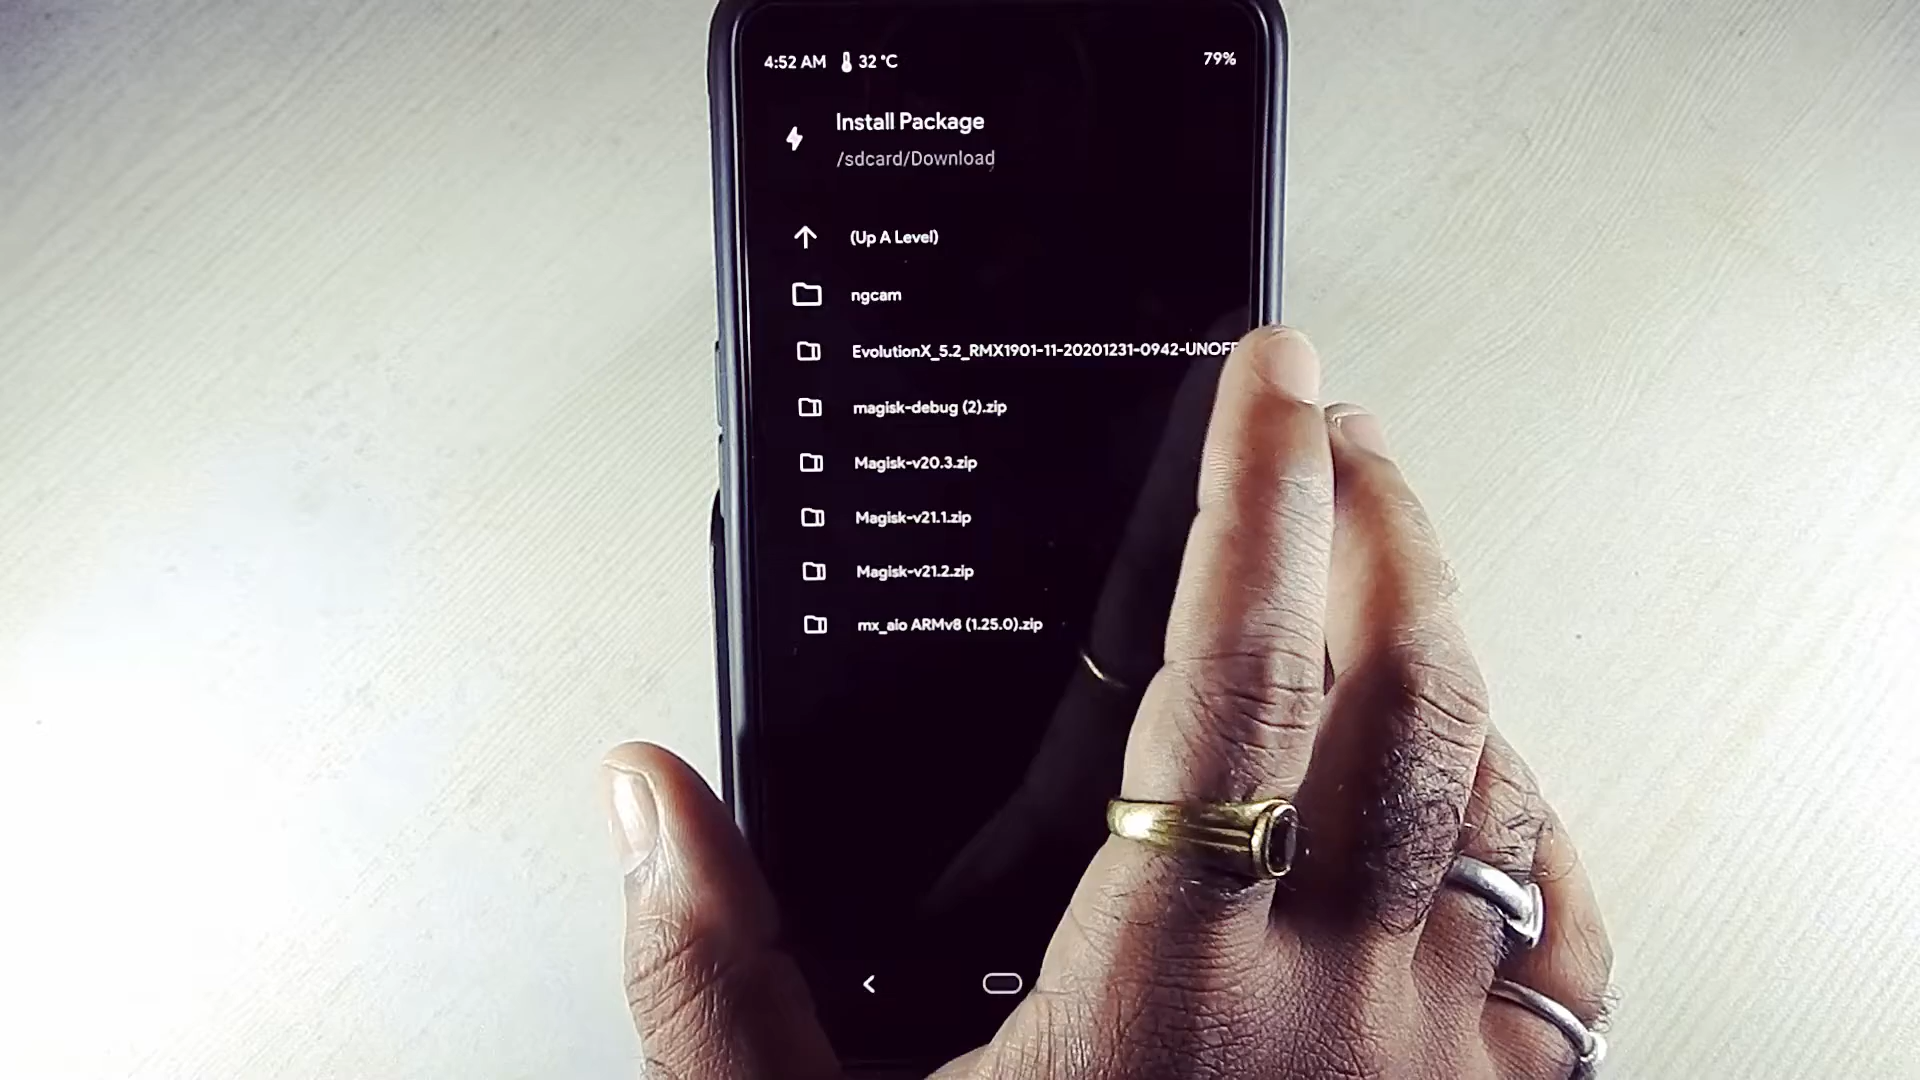 4:52 AM 32 °C 79%
Install Package
/sdcard/Download
(Up A Level)
ngcam
EvolutionX_5.2_RMX1901-11-20201231-0942-UNOF
magisk-debug (2).zip
Magisk-v20.3.zip
Magisk-v21.1.zip
Magisk-v21.2.zip
mx_aio ARMv8 (1.25.0).zip